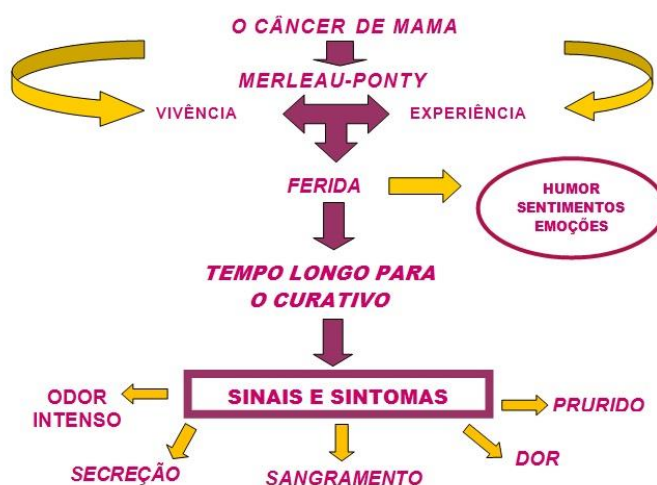 O CÂNCER DE MAMA
MERLEAU-PONTY
VIVÊNCIA
EXPERIÊNCIA
FERIDA
HUMOR
SENTIMENTOS
EMOÇÕES
TEMPO LONGO PARA
O CURATIVO
SINAIS E SINTOMAS
ODOR
INTENSO
PRURIDO
SECREÇÃO
SANGRAMENTO
DOR